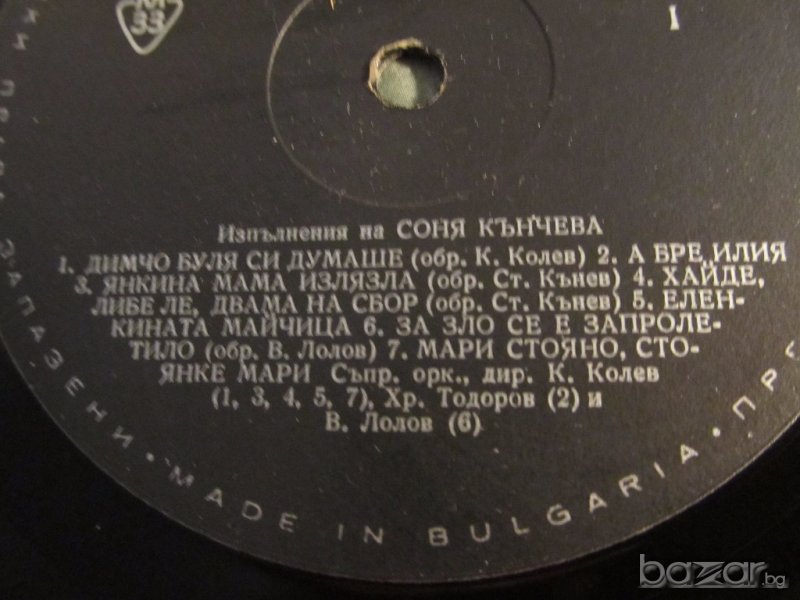 М
33
I
Изпълнения на СОНЯ КЪНЧЕВА
1. ДИМЧО БУЛЯ СИ ДУМАШЕ (обр. К. Колев) 2. А БРЕ, ИЛИЯ
3. ЯНКИНА МАМА ИЗЛЯЗЛА (обр. Ст. Кънев) 4. ХАЙДЕ,
ЛИБЕ ЛЕ, ДВАМА НА СБОР (обр. Ст. Кънев) 5. ЕЛЕН-
КИНАТА МАЙЧИЦА 6. ЗА ЗЛО СЕ Е ЗАПРОЛЕ-
ТИЛО (обр. В. Лолов) 7. МАРИ СТОЯНО, СТО-
ЯНКЕ МАРИ Съпр. орк., дир. К. Колев
(1, 3, 4, 5, 7), Хр. Тодоров (2) и
В. Лолов (6)
ЗАПАЗЕНИ • MADE IN BULGARIA • ПРЕ
bazar.bg